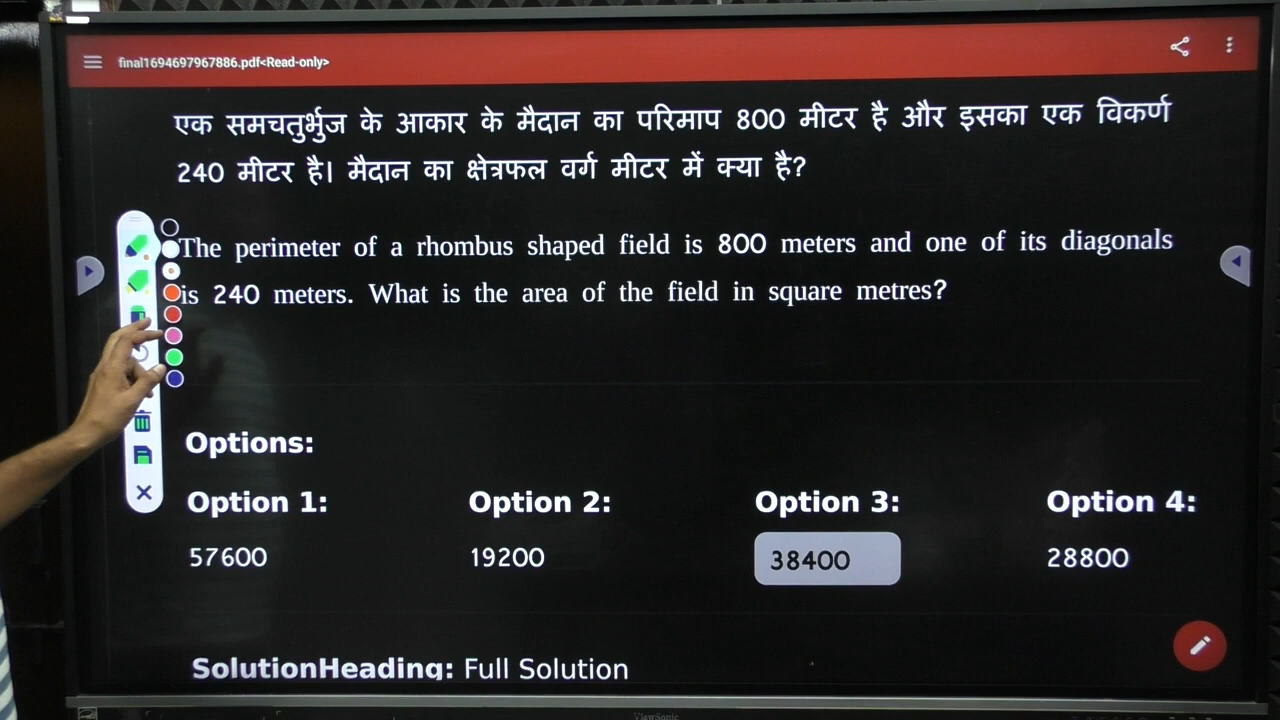 final1694697967886.pdf<Read-only>
एक समचतुर्भुज के आकार के मैदान का परिमाप 800 मीटर है और इसका एक विकर्ण
240 मीटर है। मैदान का क्षेत्रफल वर्ग मीटर में क्या है?
The perimeter of a rhombus shaped field is 800 meters and one of its diagonals
is 240 meters. What is the area of the field in square metres?
Options:
Option 1: Option 2: Option 3: Option 4:
57600 19200 38400 28800
SolutionHeading: Full Solution
ViewSonic